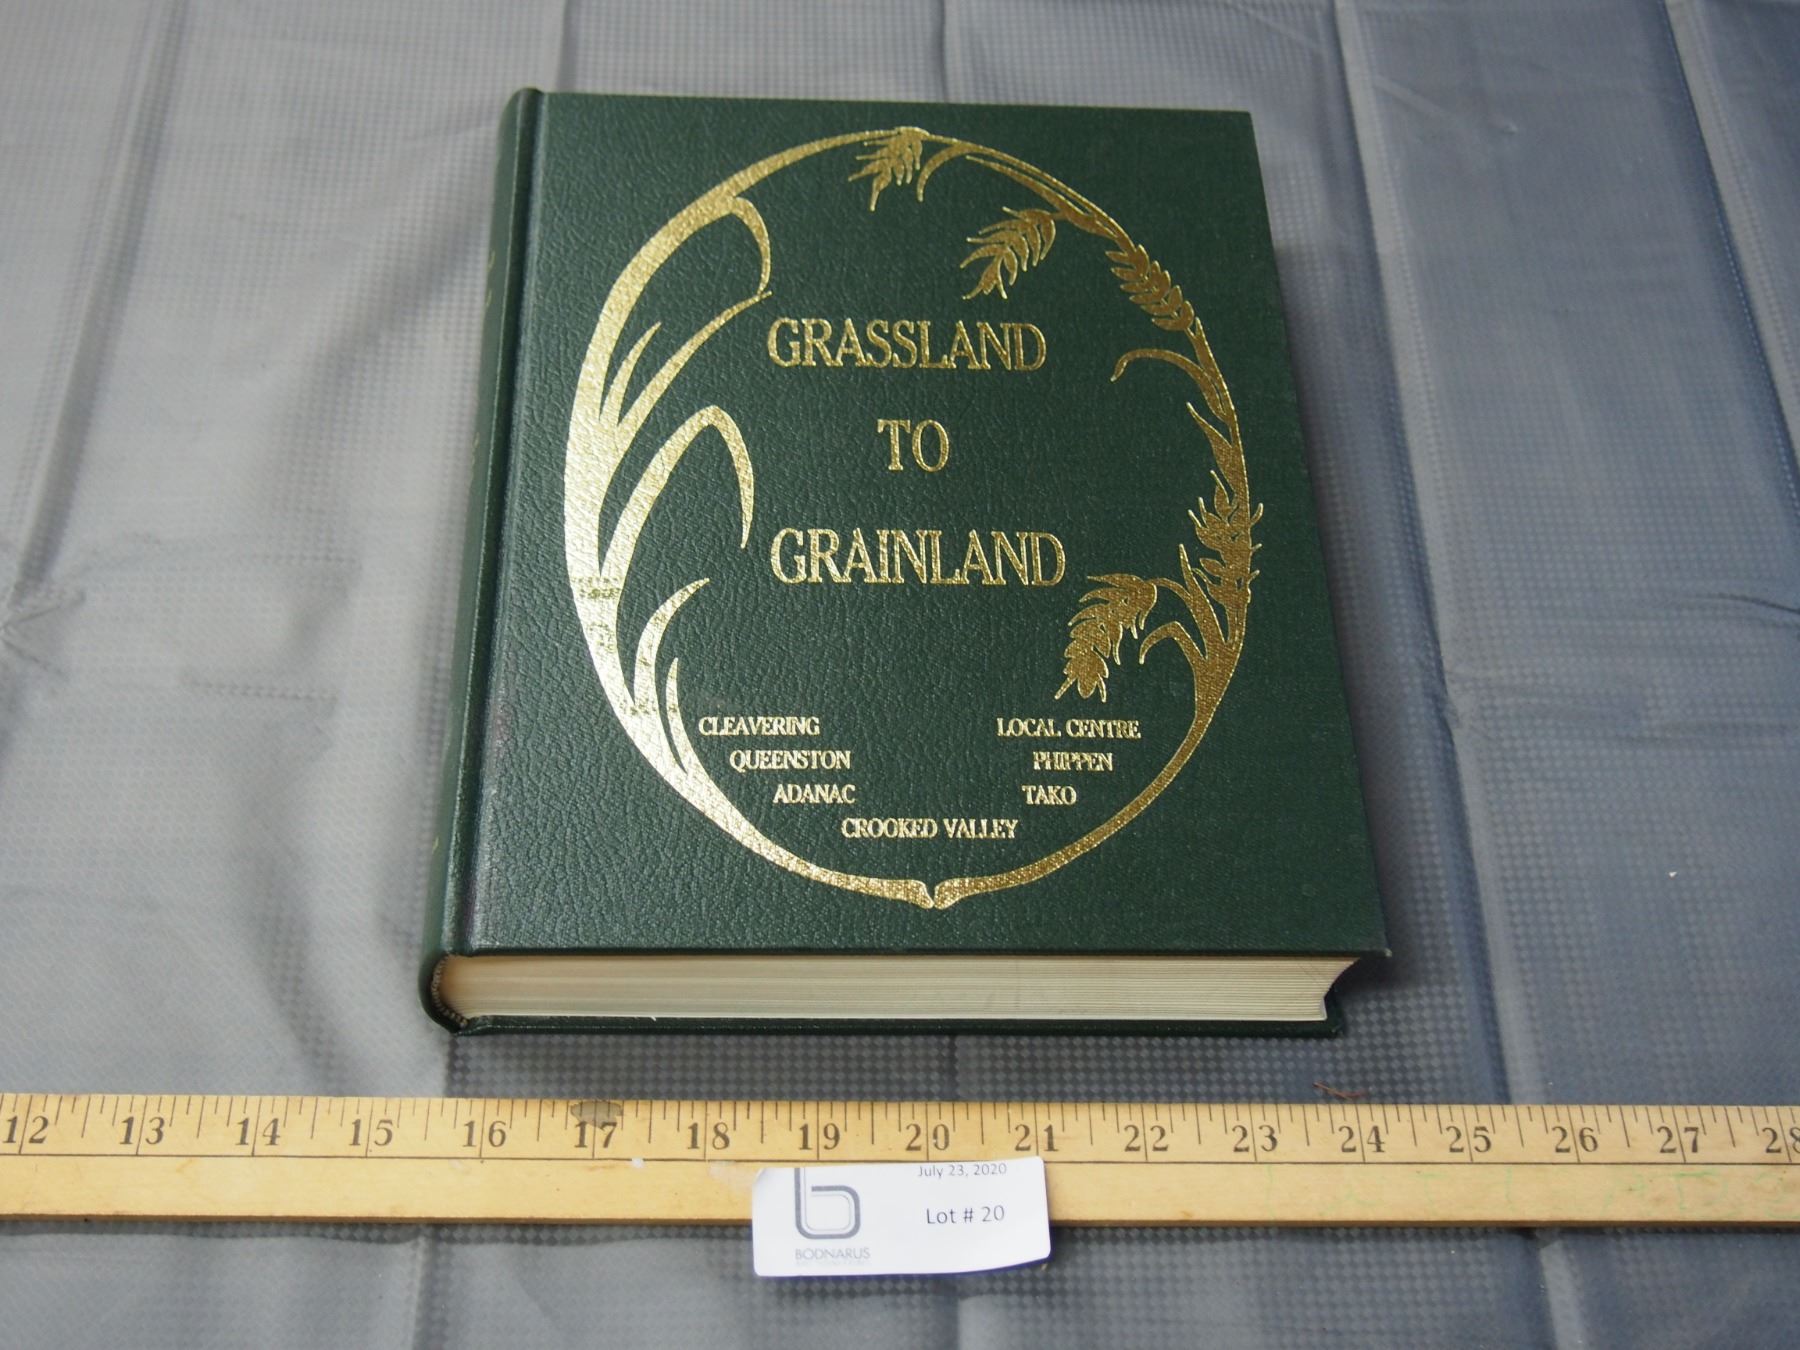 GRASSLAND
TO
GRAINLAND
CLEAVERING LOCAL CENTRE
QUEENSTON PHIPPEN
ADANAC TAKO
CROOKED VALLEY
12 13 14 15 16 17 18 19 20 21 22 23 24 25 26 27 28
July 23, 2020
Lot # 20
BODNARUS